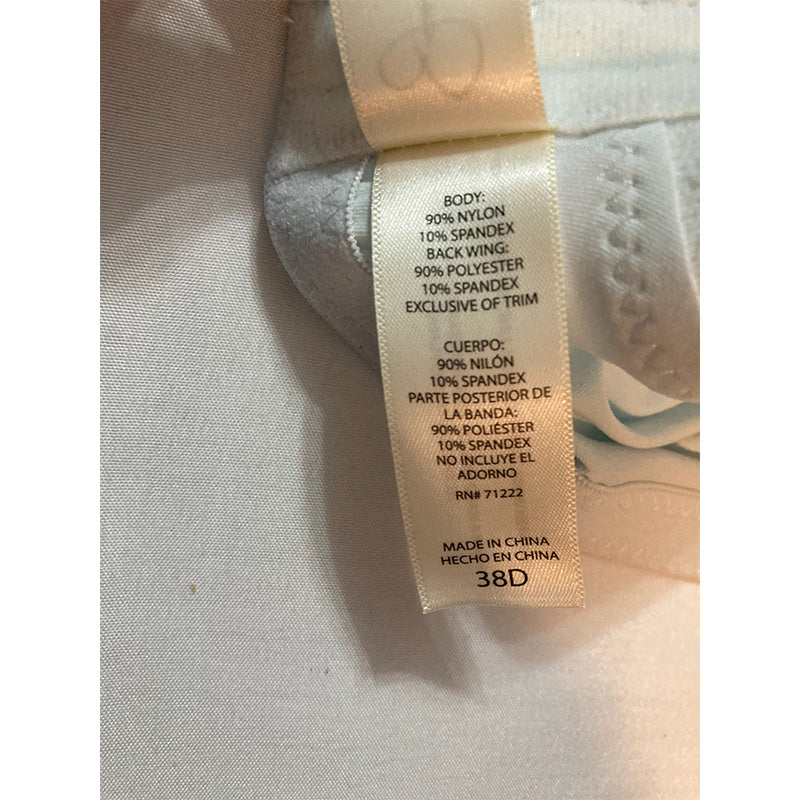 BODY:
90% NYLON
10% SPANDEX
BACK WING:
90% POLYESTER
10% SPANDEX
EXCLUSIVE OF TRIM
CUERPO:
90% NILÓN
10% SPANDEX
PARTE POSTERIOR DE
LA BANDA:
90% POLIÉSTER
10% SPANDEX
NO INCLUYE EL
ADORNO
RN# 71222
MADE IN CHINA
HECHO EN CHINA
38D